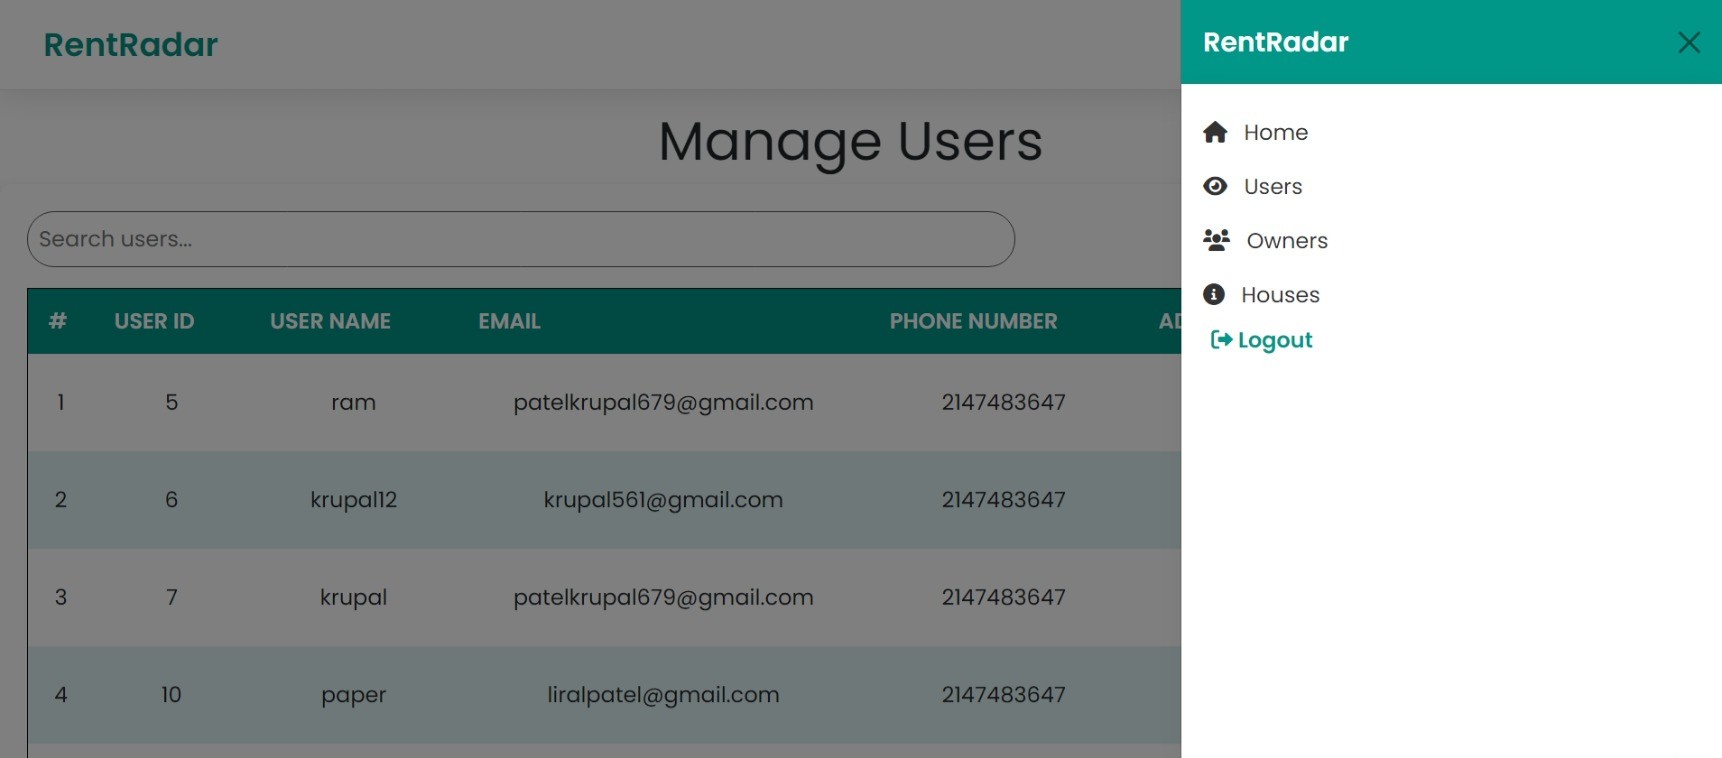 RentRadar
Manage Users
Search users...
# USER ID USER NAME EMAIL PHONE NUMBER
1 5 ram patelkrupal679@gmail.com 2147483647
2 6 krupal12 krupal561@gmail.com 2147483647
3 7 krupal patelkrupal679@gmail.com 2147483647
4 10 paper liralpatel@gmail.com 2147483647
RentRadar
Home
Users
Owners
Houses
Logout